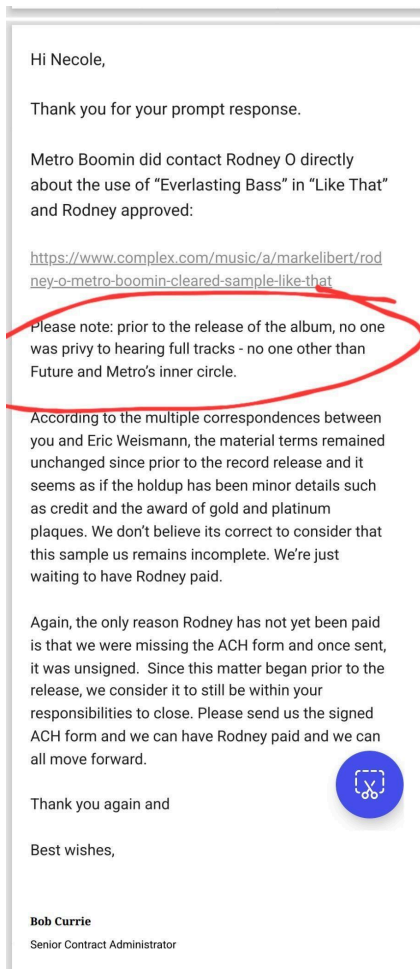 Hi Necole,
Thank you for your prompt response.
Metro Boomin did contact Rodney O directly
about the use of “Everlasting Bass” in “Like That”
and Rodney approved:
https://www.complex.com/music/a/markelibert/rod
ney-o-metro-boomin-cleared-sample-like-that
Please note: prior to the release of the album, no one
was privy to hearing full tracks - no one other than
Future and Metro’s inner circle.
According to the multiple correspondences between
you and Eric Weismann, the material terms remained
unchanged since prior to the record release and it
seems as if the holdup has been minor details such
as credit and the award of gold and platinum
plaques. We don’t believe its correct to consider that
this sample us remains incomplete. We’re just
waiting to have Rodney paid.
Again, the only reason Rodney has not yet been paid
is that we were missing the ACH form and once sent,
it was unsigned.  Since this matter began prior to the
release, we consider it to still be within your
responsibilities to close. Please send us the signed
ACH form and we can have Rodney paid and we can
all move forward.
Thank you again and
Best wishes,
Bob Currie
Senior Contract Administrator